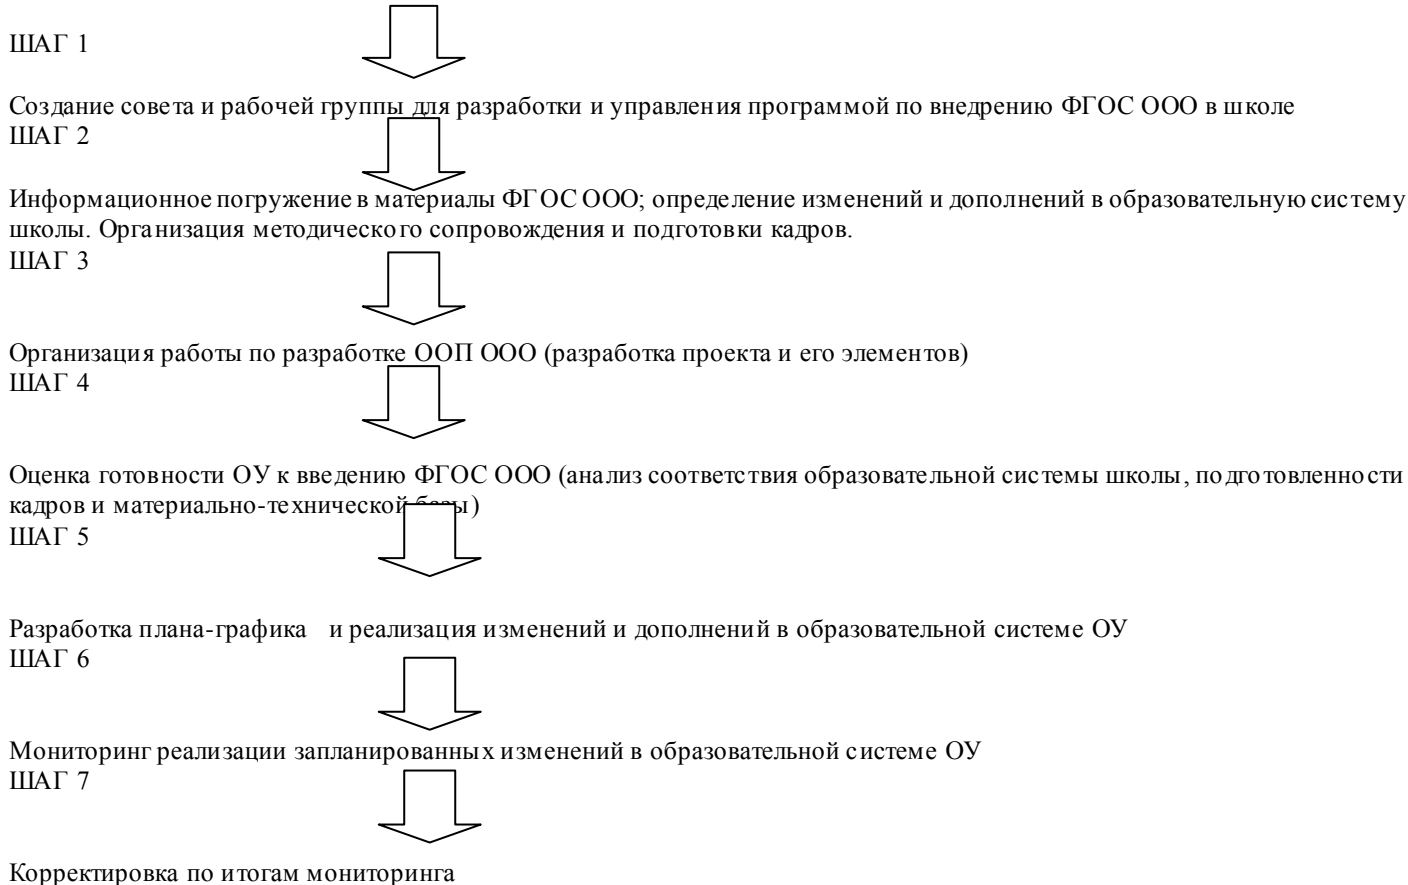 ШАГ 1
Создание совета и рабочей группы для разработки и управления программой по внедрению ФГОС ООО в школе
ШАГ 2
Информационное погружение в материалы ФГОС ООО; определение изменений и дополнений в образовательную систему
школы. Организация методического сопровождения и подготовки кадров.
ШАГ 3
Организация работы по разработке ООП ООО (разработка проекта и его элементов)
ШАГ 4
Оценка готовности ОУ к введению ФГОС ООО (анализ соответствия образовательной системы школы, подготовленности
кадров и материально-технической базы)
ШАГ 5
Разработка плана-графика и реализация изменений и дополнений в образовательной системе ОУ
ШАГ 6
Мониторинг реализации запланированных изменений в образовательной системе ОУ
ШАГ 7
Корректировка по итогам мониторинга